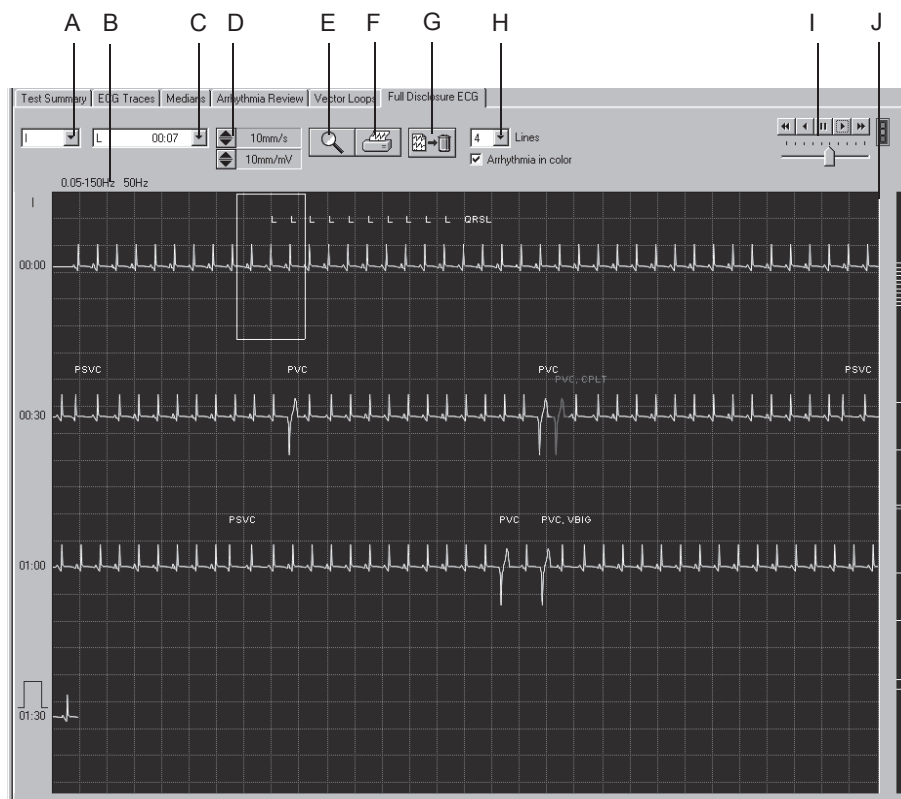 A B C D E F G H I J
Test Summary ECG Traces Medians Arrhythmia Review Vector Loops Full Disclosure ECG
I L 00:07 10mm/s 4 Lines
10mm/mV Arrhythmia in color
0.05-150Hz 50Hz
I
L L L L L L L L L L QRSL
00:00
PSVC PVC PVC PSVC
PVC, CPLT
00:30
PSVC PVC PVC, VBIG
01:00
01:30